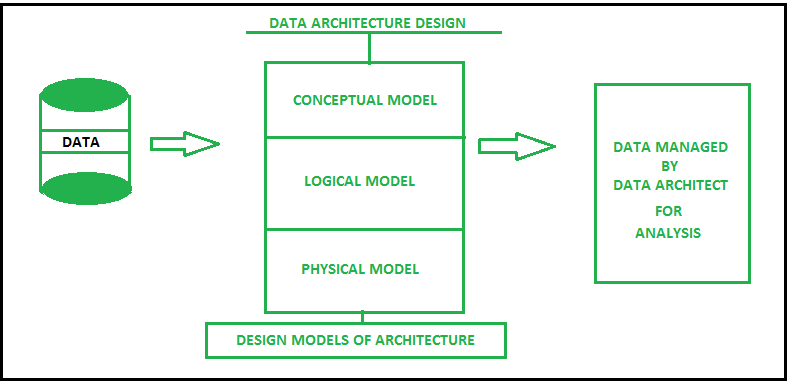 DATA ARCHITECTURE DESIGN
DATA
CONCEPTUAL MODEL
LOGICAL MODEL
PHYSICAL MODEL
DESIGN MODELS OF ARCHITECTURE
DATA MANAGED
BY
DATA ARCHITECT
FOR
ANALYSIS